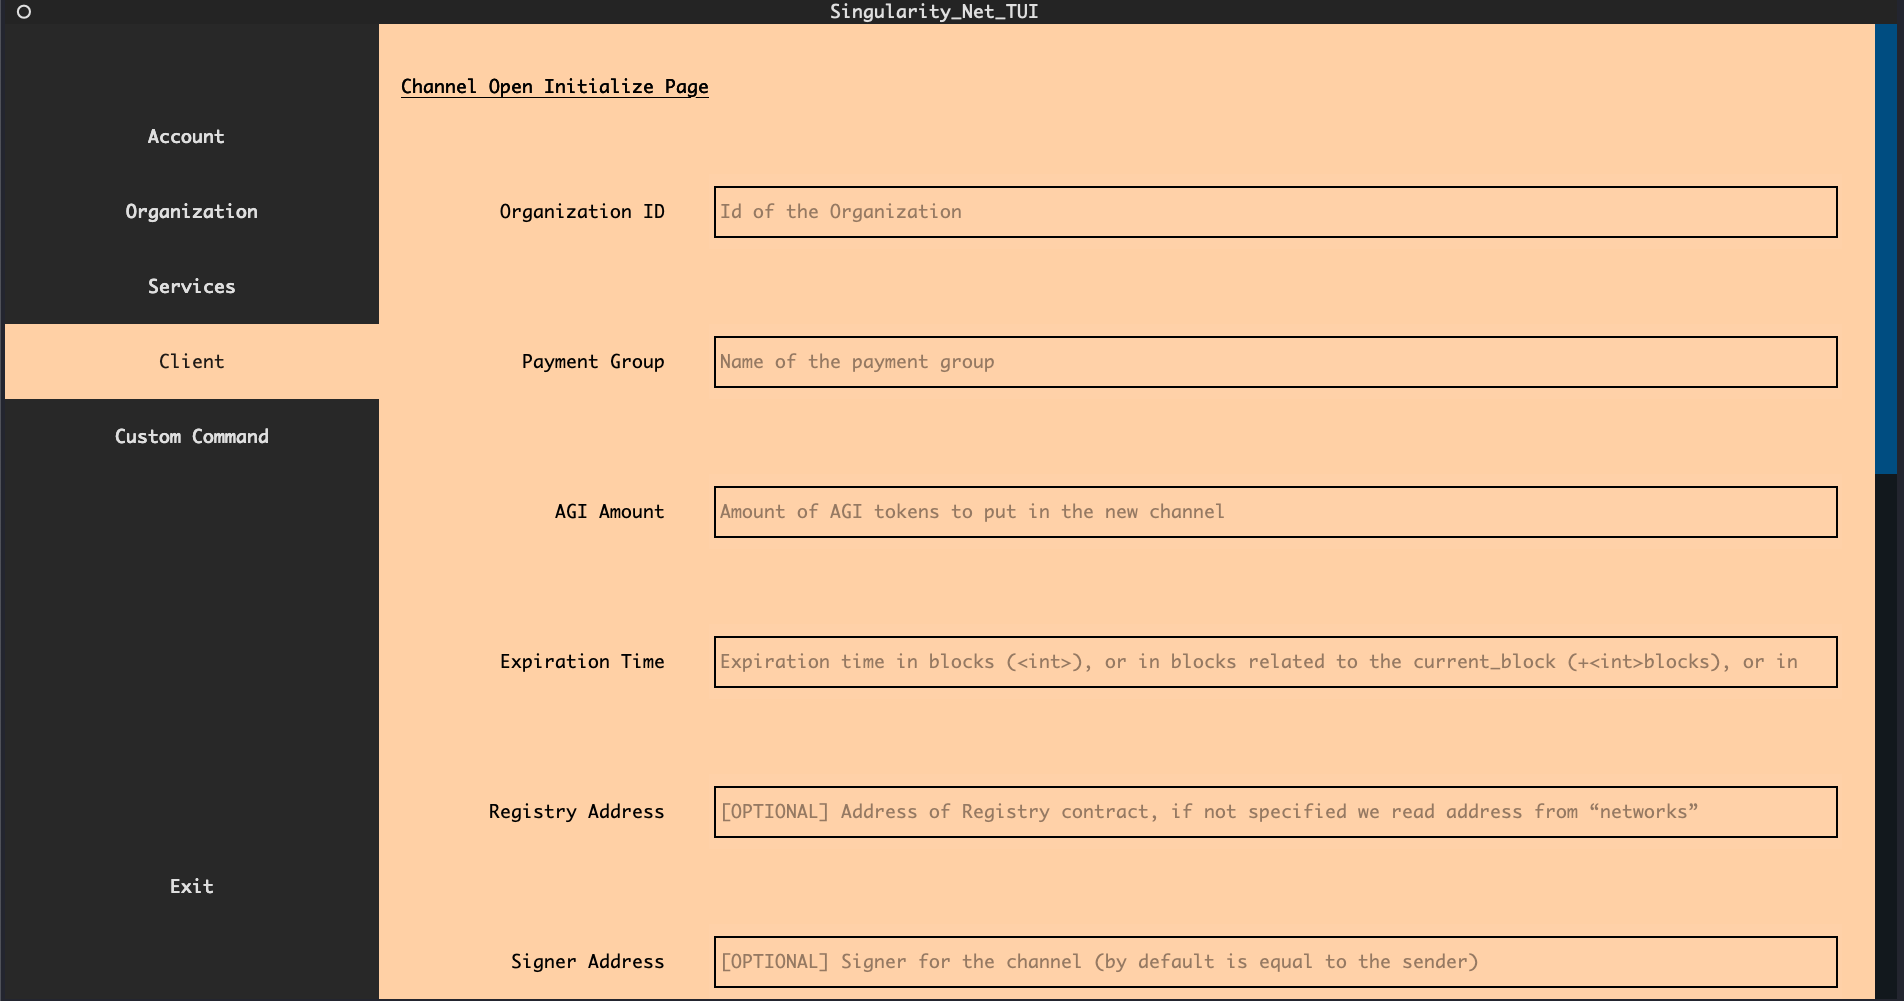 Singularity_Net_TUI
Account
Organization
Services
Client
Custom Command
Exit
Channel Open Initialize Page
Organization ID
Id of the Organization
Payment Group
Name of the payment group
AGI Amount
Amount of AGI tokens to put in the new channel
Expiration Time
Expiration time in blocks (<int>), or in blocks related to the current_block (+<int>blocks), or in
Registry Address
[OPTIONAL] Address of Registry contract, if not specified we read address from “networks”
Signer Address
[OPTIONAL] Signer for the channel (by default is equal to the sender)